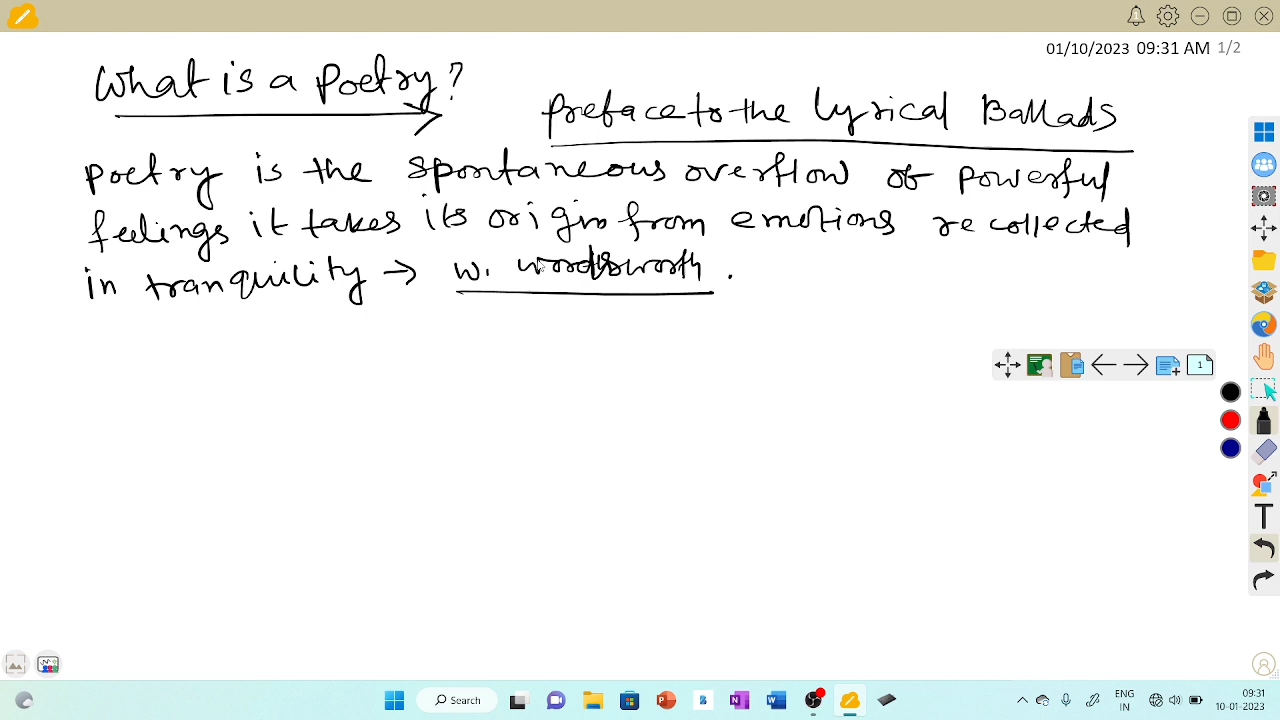 01/10/2023 09:31 AM 1/2
What is a Poetry?
preface to the Lyrical Ballads
Poetry is the spontaneous overflow of powerful
feelings it takes its origin from emotions recollected
in tranquility → W. Wordsworth.
1
T
Search
ENG
IN
09:31
10-01-2023